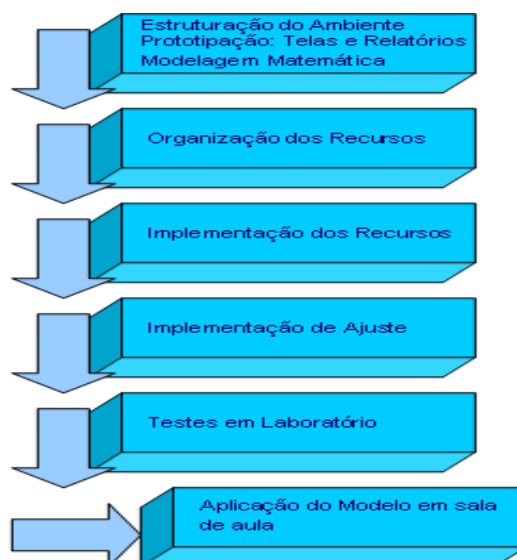 Estruturação do Ambiente
Prototipação: Telas e Relatórios
Modelagem Matemática
Organização dos Recursos
Implementação dos Recursos
Implementação de Ajuste
Testes em Laboratório
Aplicação do Modelo em sala
de aula